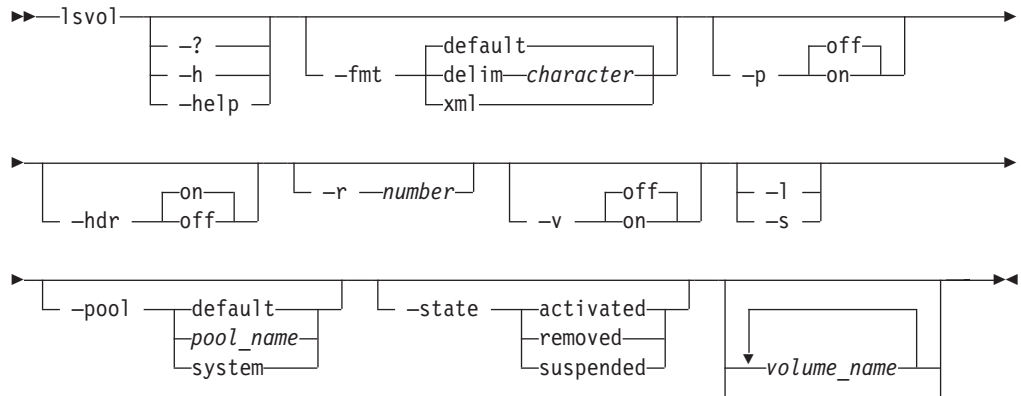 lsvol
–?
–h
–help
–fmt
default
delim character
xml
–p
off
on
–hdr
on
off
–r number
–v
off
on
–l
–s
–pool
default
pool_name
system
–state
activated
removed
suspended
volume_name